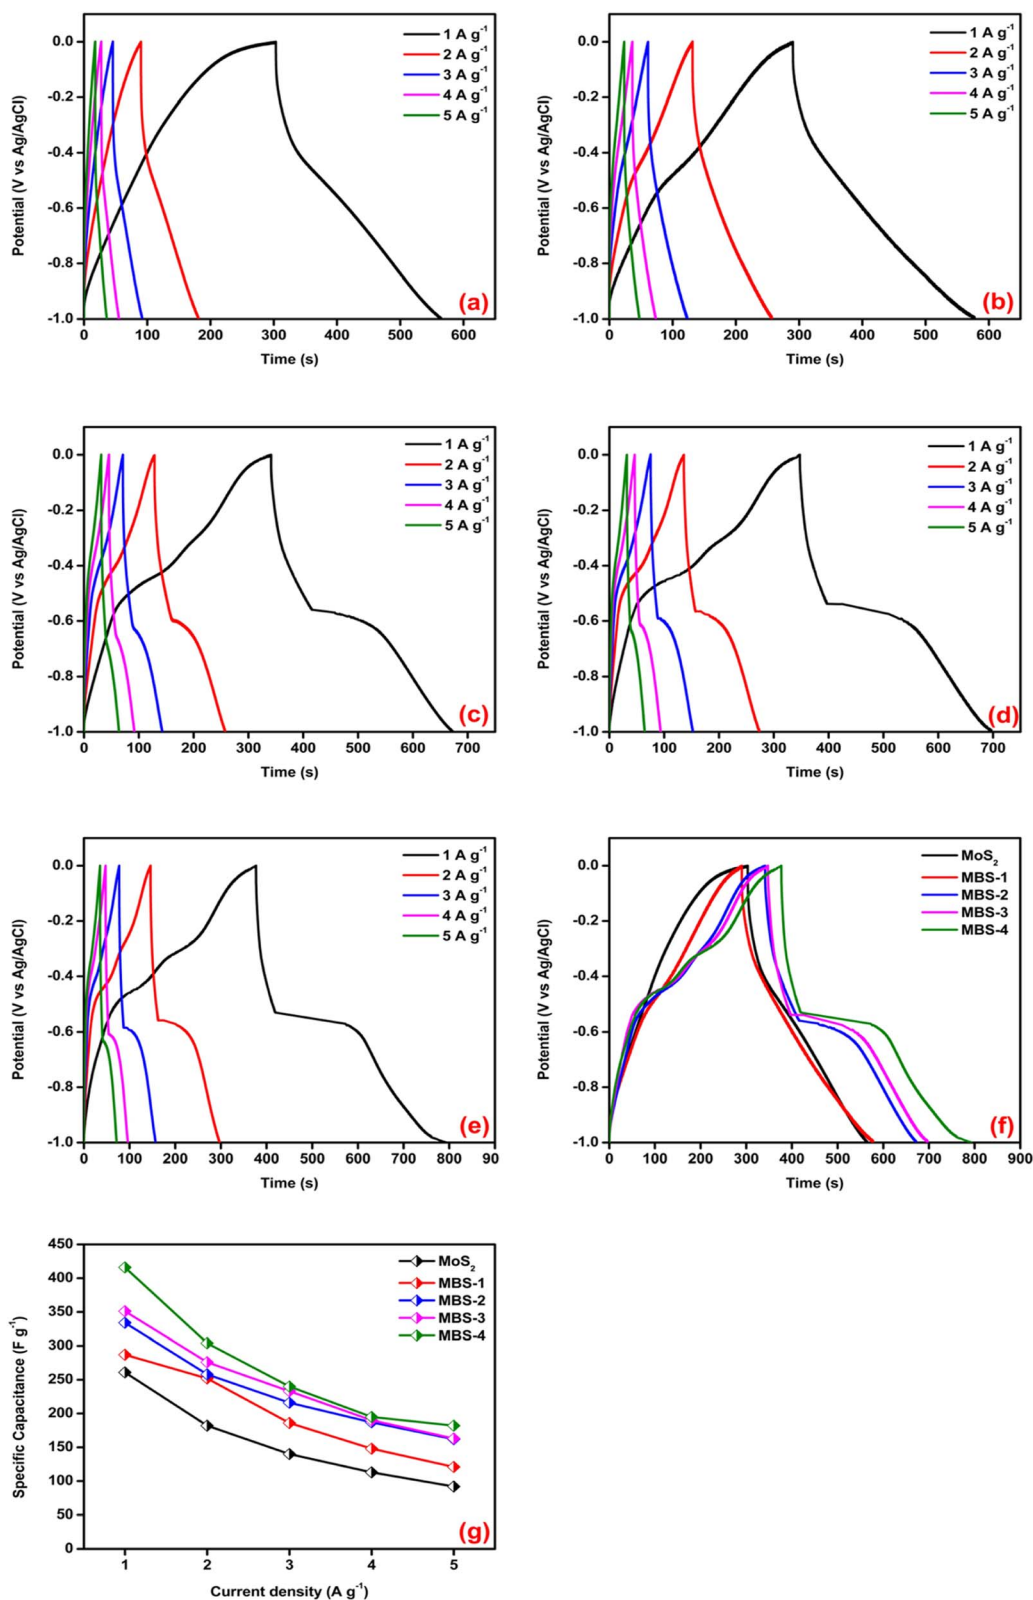 0.0
-0.2
-0.4
-0.6
-0.8
-1.0
Potential (V vs Ag/AgCl)
1 A g⁻¹
2 A g⁻¹
3 A g⁻¹
4 A g⁻¹
5 A g⁻¹
(a)
0 100 200 300 400 500 600
Time (s)
0.0
-0.2
-0.4
-0.6
-0.8
-1.0
Potential (V vs Ag/AgCl)
1 A g⁻¹
2 A g⁻¹
3 A g⁻¹
4 A g⁻¹
5 A g⁻¹
(b)
0 100 200 300 400 500 600
Time (s)
0.0
-0.2
-0.4
-0.6
-0.8
-1.0
Potential (V vs Ag/AgCl)
1 A g⁻¹
2 A g⁻¹
3 A g⁻¹
4 A g⁻¹
5 A g⁻¹
(c)
0 100 200 300 400 500 600 700
Time (s)
0.0
-0.2
-0.4
-0.6
-0.8
-1.0
Potential (V vs Ag/AgCl)
1 A g⁻¹
2 A g⁻¹
3 A g⁻¹
4 A g⁻¹
5 A g⁻¹
(d)
0 100 200 300 400 500 600 700
Time (s)
0.0
-0.2
-0.4
-0.6
-0.8
-1.0
Potential (V vs Ag/AgCl)
1 A g⁻¹
2 A g⁻¹
3 A g⁻¹
4 A g⁻¹
5 A g⁻¹
(e)
0 100 200 300 400 500 600 700 800 90
Time (s)
0.0
-0.2
-0.4
-0.6
-0.8
-1.0
Potential (V vs Ag/AgCl)
MoS₂
MBS-1
MBS-2
MBS-3
MBS-4
(f)
0 100 200 300 400 500 600 700 800 900
Time (s)
450
400
350
300
250
200
150
100
50
0
Specific Capacitance (F g⁻¹)
MoS₂
MBS-1
MBS-2
MBS-3
MBS-4
(g)
1 2 3 4 5
Current density (A g⁻¹)